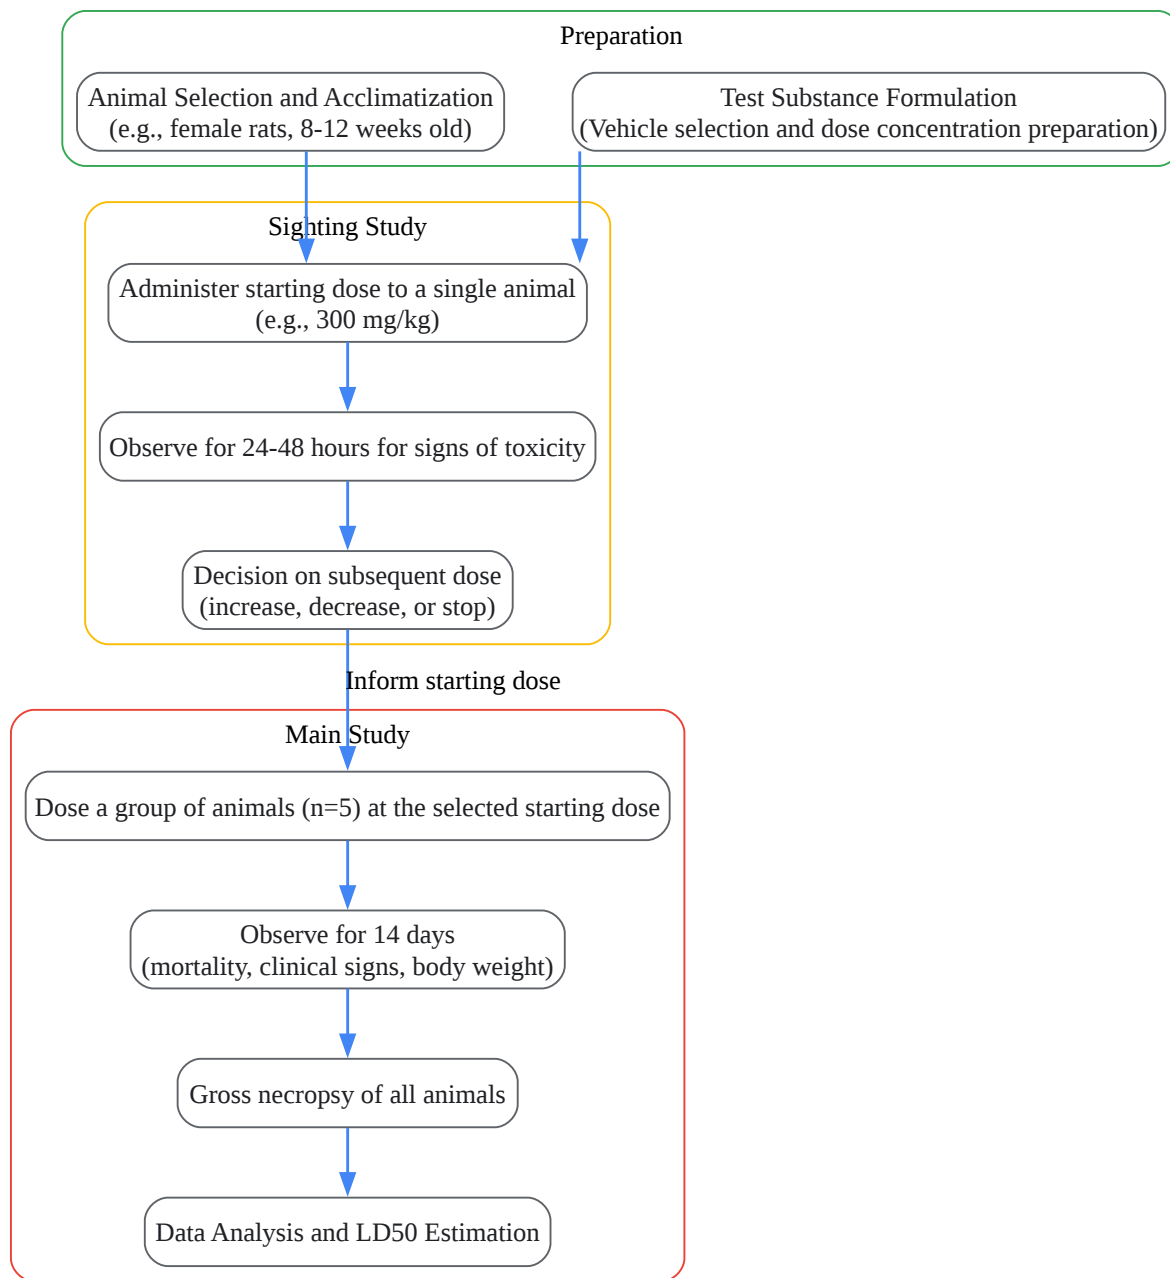 Preparation
Animal Selection and Acclimatization
(e.g., female rats, 8-12 weeks old)
Test Substance Formulation
(Vehicle selection and dose concentration preparation)
Sighting Study
Administer starting dose to a single animal
(e.g., 300 mg/kg)
Observe for 24-48 hours for signs of toxicity
Decision on subsequent dose
(increase, decrease, or stop)
Inform starting dose
Main Study
Dose a group of animals (n=5) at the selected starting dose
Observe for 14 days
(mortality, clinical signs, body weight)
Gross necropsy of all animals
Data Analysis and LD50 Estimation